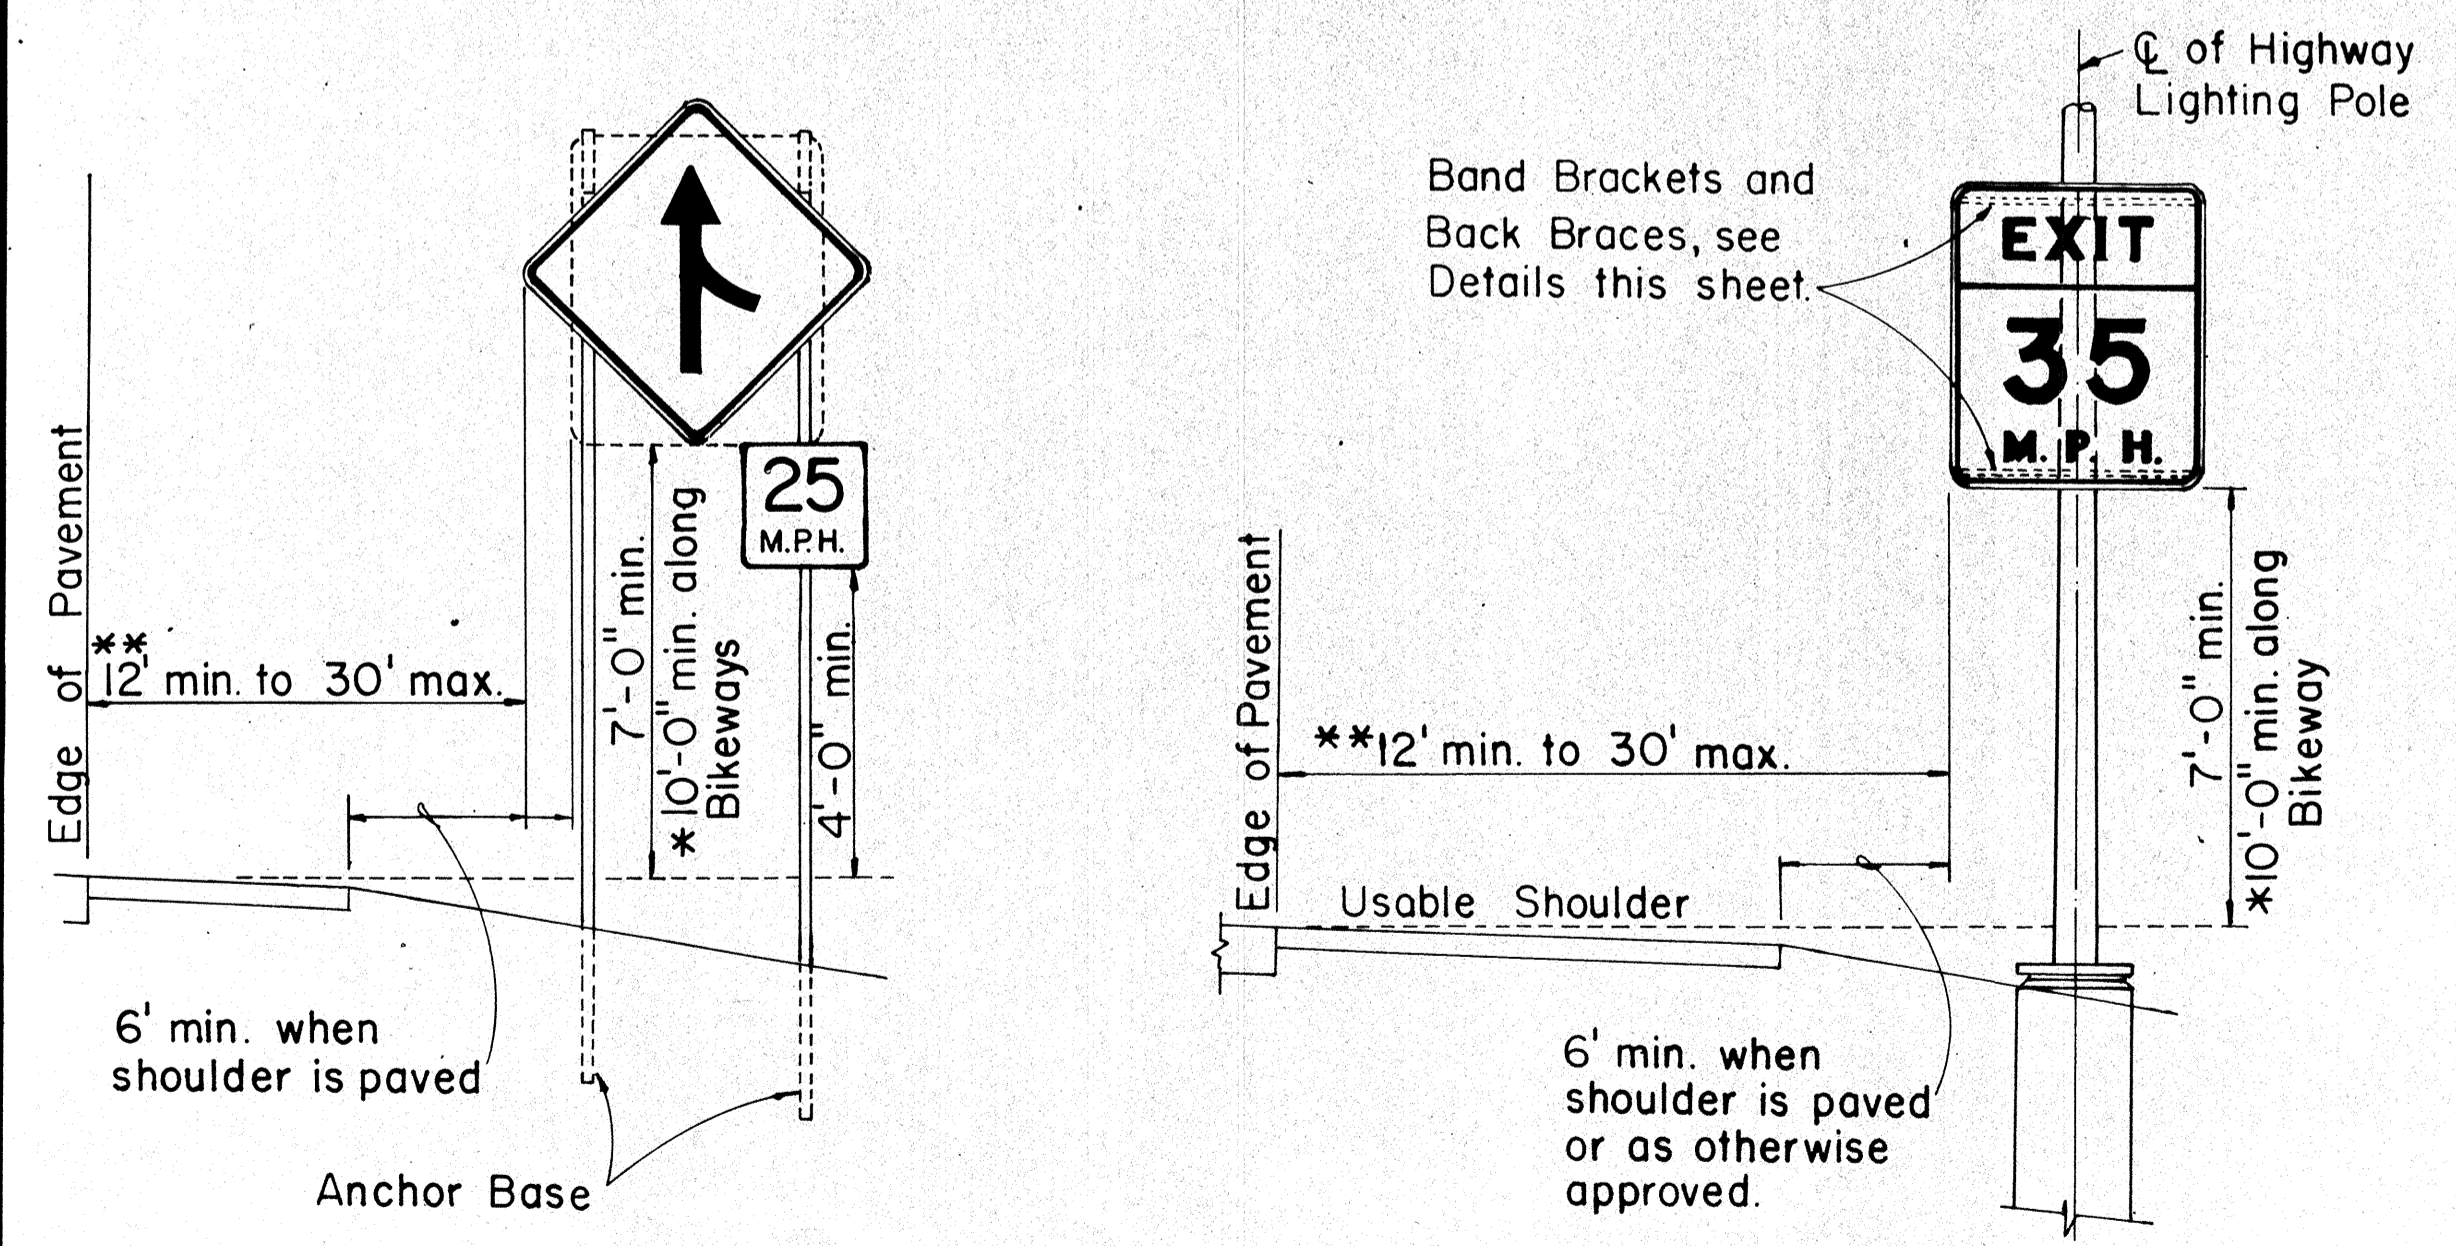 Edge of Pavement
**
12' min. to 30' max.
6' min. when
shoulder is paved
Anchor Base
7'-0" min.
*10'-0" min. along
Bikeways
25
M.P.H.
4'-0" min.
℄ of Highway
Lighting Pole
Band Brackets and
Back Braces, see
Details this sheet.
EXIT
35
M.P.H.
Edge of Pavement
**12' min. to 30' max.
Usable Shoulder
6' min. when
shoulder is paved
or as otherwise
approved.
7'-0" min.
*10'-0" min. along
Bikeway